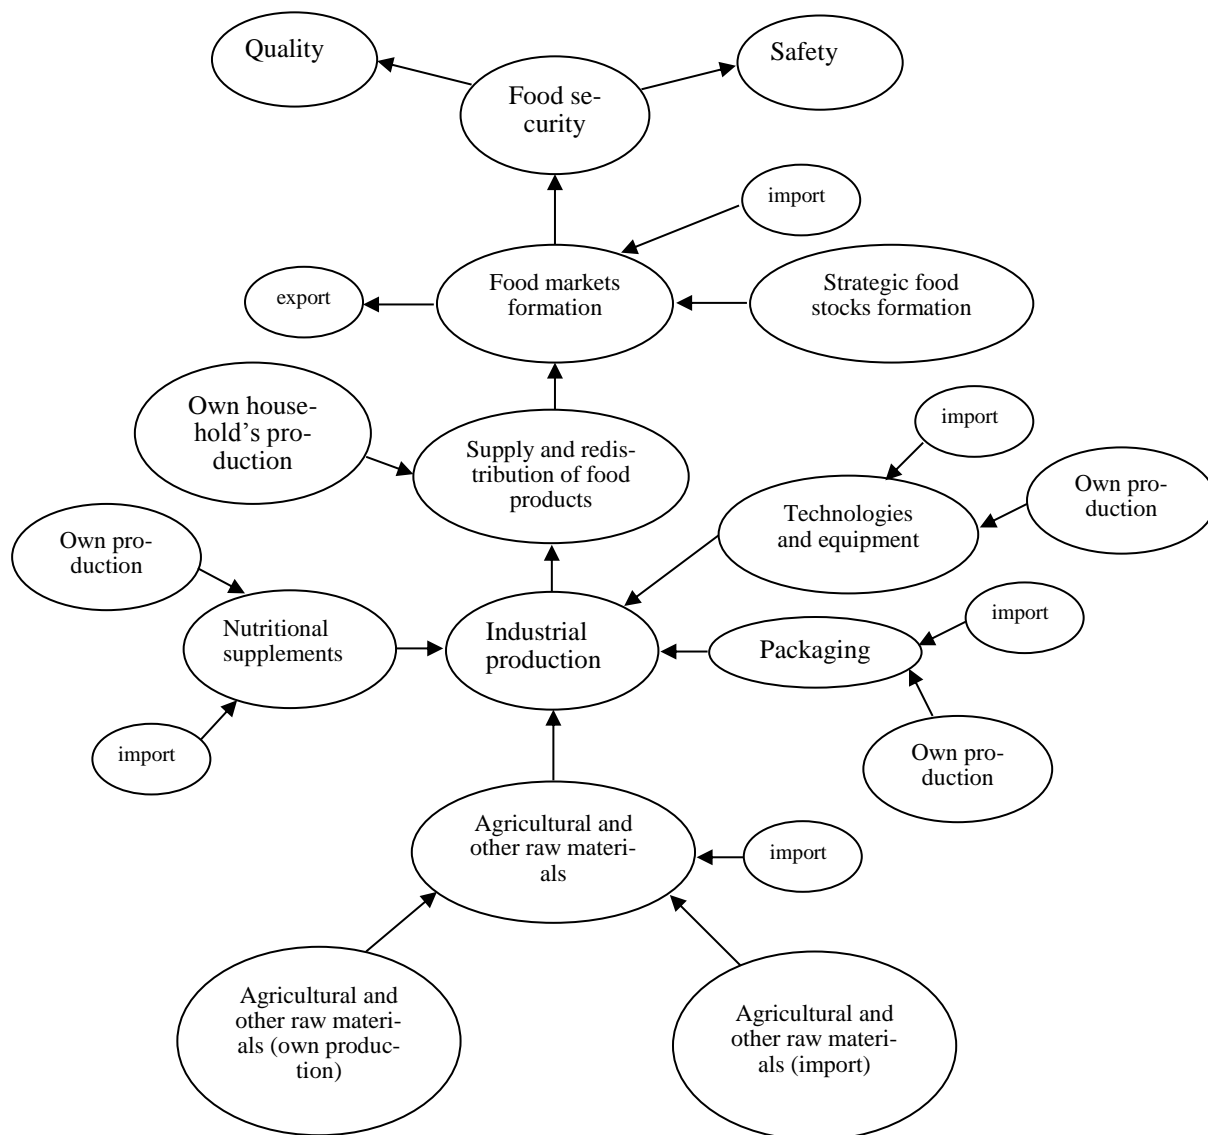 Quality
Safety
Food se-
curity
import
Food markets
formation
Strategic food
stocks formation
export
Own house-
hold's pro-
duction
import
Supply and redis-
tribution of food
products
Technologies
and equipment
Own pro-
duction
Own pro-
duction
Nutritional
supplements
Industrial
production
Packaging
import
import
Own pro-
duction
Agricultural and
other raw materi-
als
import
Agricultural and
other raw materi-
als (own produc-
tion)
Agricultural and
other raw materi-
als (import)